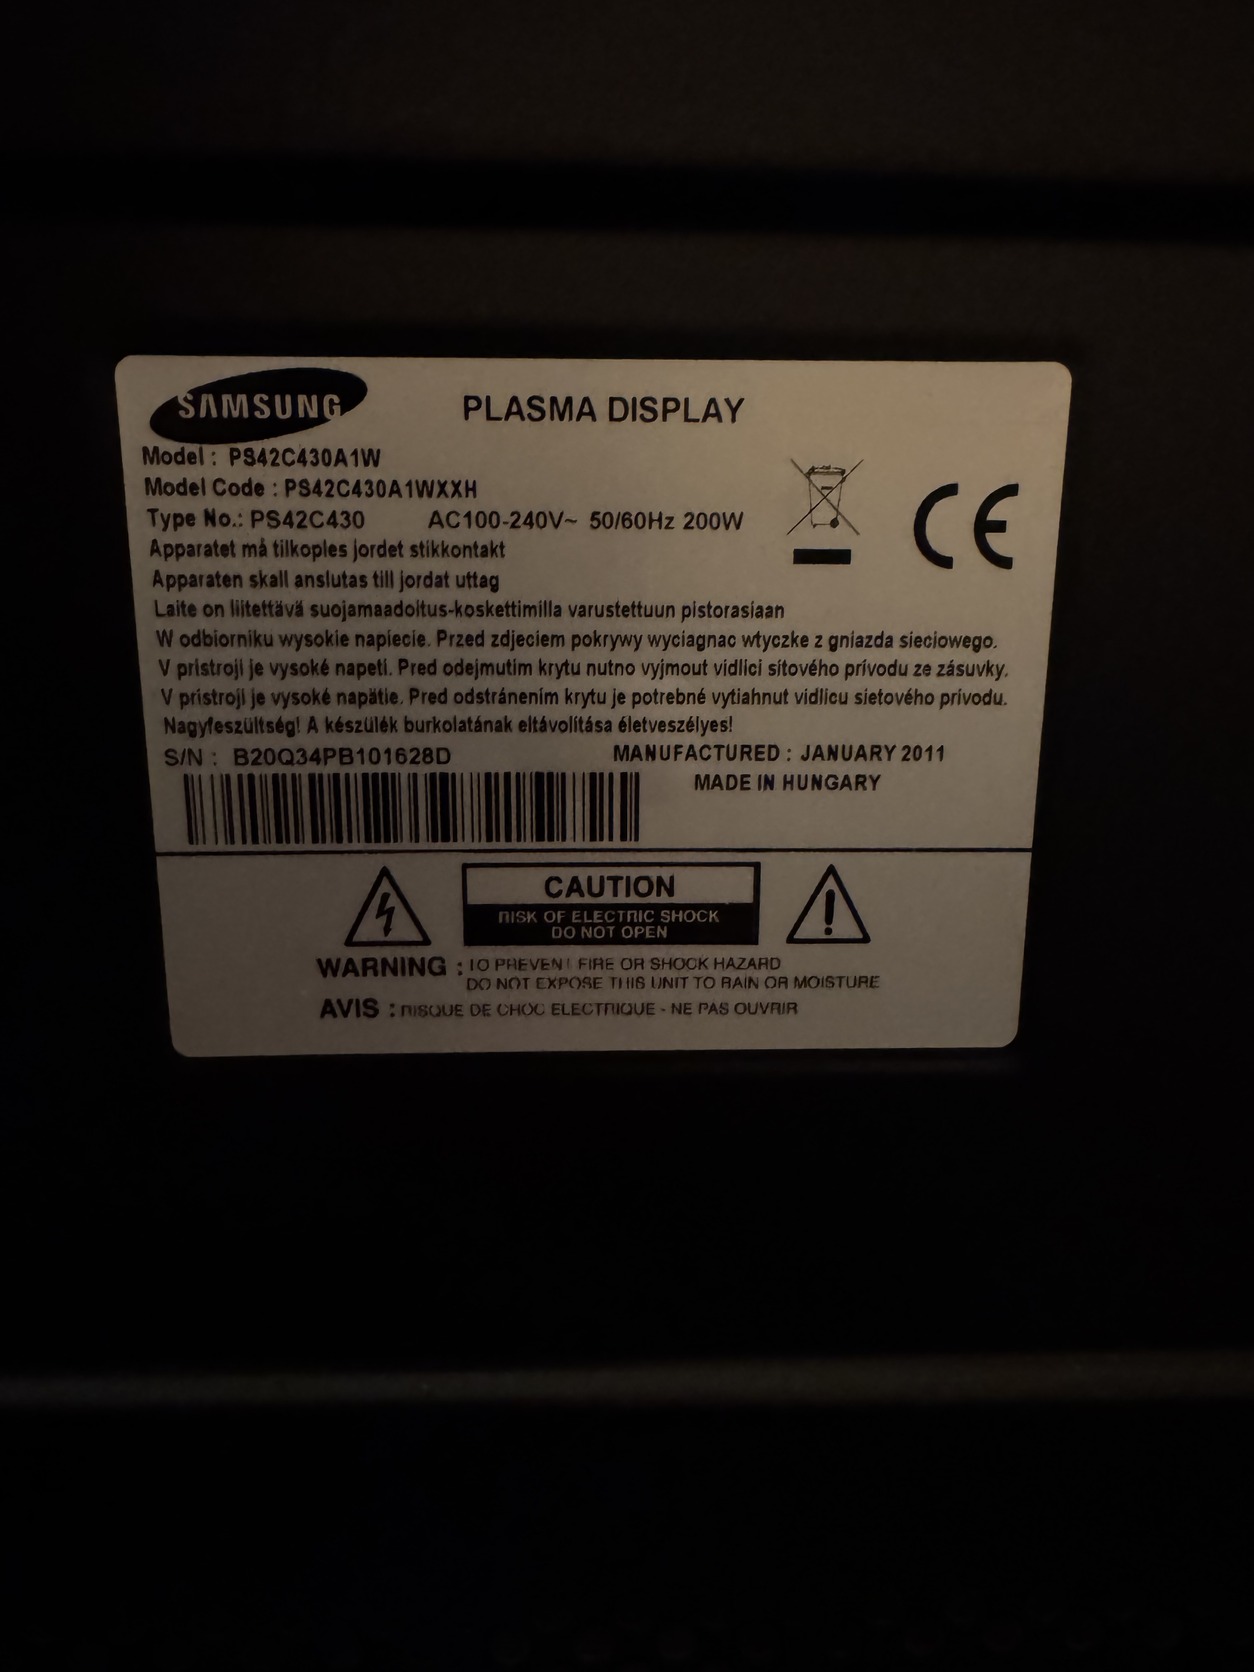 SAMSUNG
PLASMA DISPLAY
Model : PS42C430A1W
Model Code : PS42C430A1WXXH
Type No.: PS42C430 AC100-240V~ 50/60Hz 200W
Apparatet må tilkoples jordet stikkontakt
Apparaten skall anslutas till jordat uttag
Laite on liitettävä suojamaadoitus-koskettimilla varustettuun pistorasiaan
W odbiorniku wysokie napiecie. Przed zdjeciem pokrywy wyciagnac wtyczke z gniazda sieciowego.
V pristroji je vysoké napeti. Pred odejmutim krytu nutno vyjmout vidlici sítového prívodu ze zásuvky.
V prístroji je vysoké napätie. Pred odstránením krytu je potrebné vytiahnut vidlicu sietového prívodu.
Nagyfeszültség! A készülék burkolatának eltávolítása életveszélyes!
S/N : B20Q34PB101628D
MANUFACTURED : JANUARY 2011
MADE IN HUNGARY
CE
CAUTION
RISK OF ELECTRIC SHOCK
DO NOT OPEN
WARNING : TO PREVENT FIRE OR SHOCK HAZARD
DO NOT EXPOSE THIS UNIT TO RAIN OR MOISTURE
AVIS : RISQUE DE CHOC ELECTRIQUE - NE PAS OUVRIR